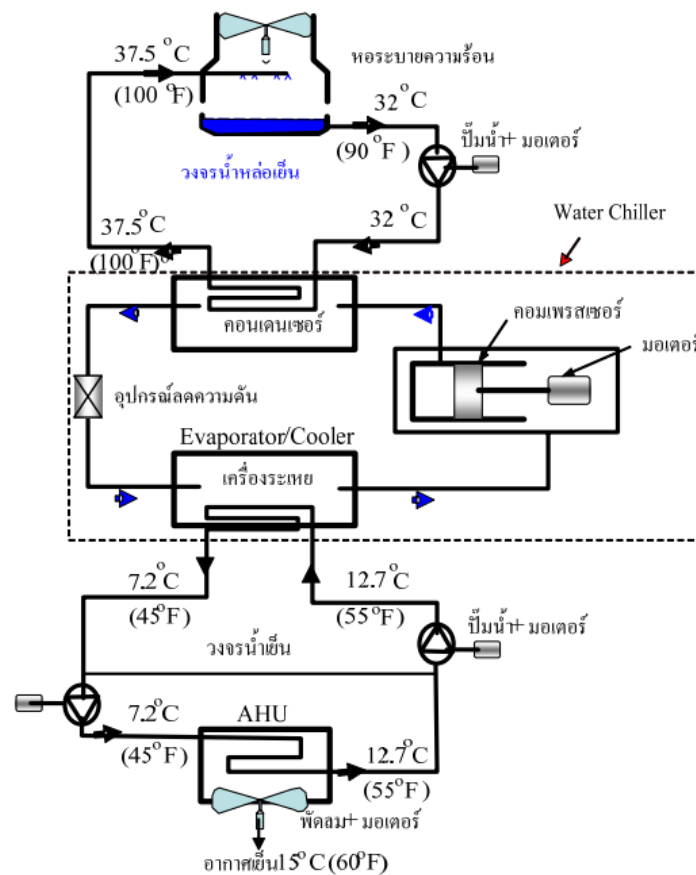 37.5 °C
(100 °F)
หอระบายความร้อน
32 °C
(90 °F )
ปั๊มน้ำ+ มอเตอร์
วงจรน้ำหล่อเย็น
37.5°C
(100°F)°
32 °C
Water Chiller
คอนเดนเซอร์
คอมเพรสเซอร์
มอเตอร์
อุปกรณ์ลดความดัน
Evaporator/Cooler
เครื่องระเหย
7.2°C
(45°F)
12.7°C
(55°F)
วงจรน้ำเย็น
ปั๊มน้ำ+ มอเตอร์
7.2°C
(45°F)
AHU
12.7°C
(55°F)
พัดลม+ มอเตอร์
อากาศเย็น15°C (60°F)